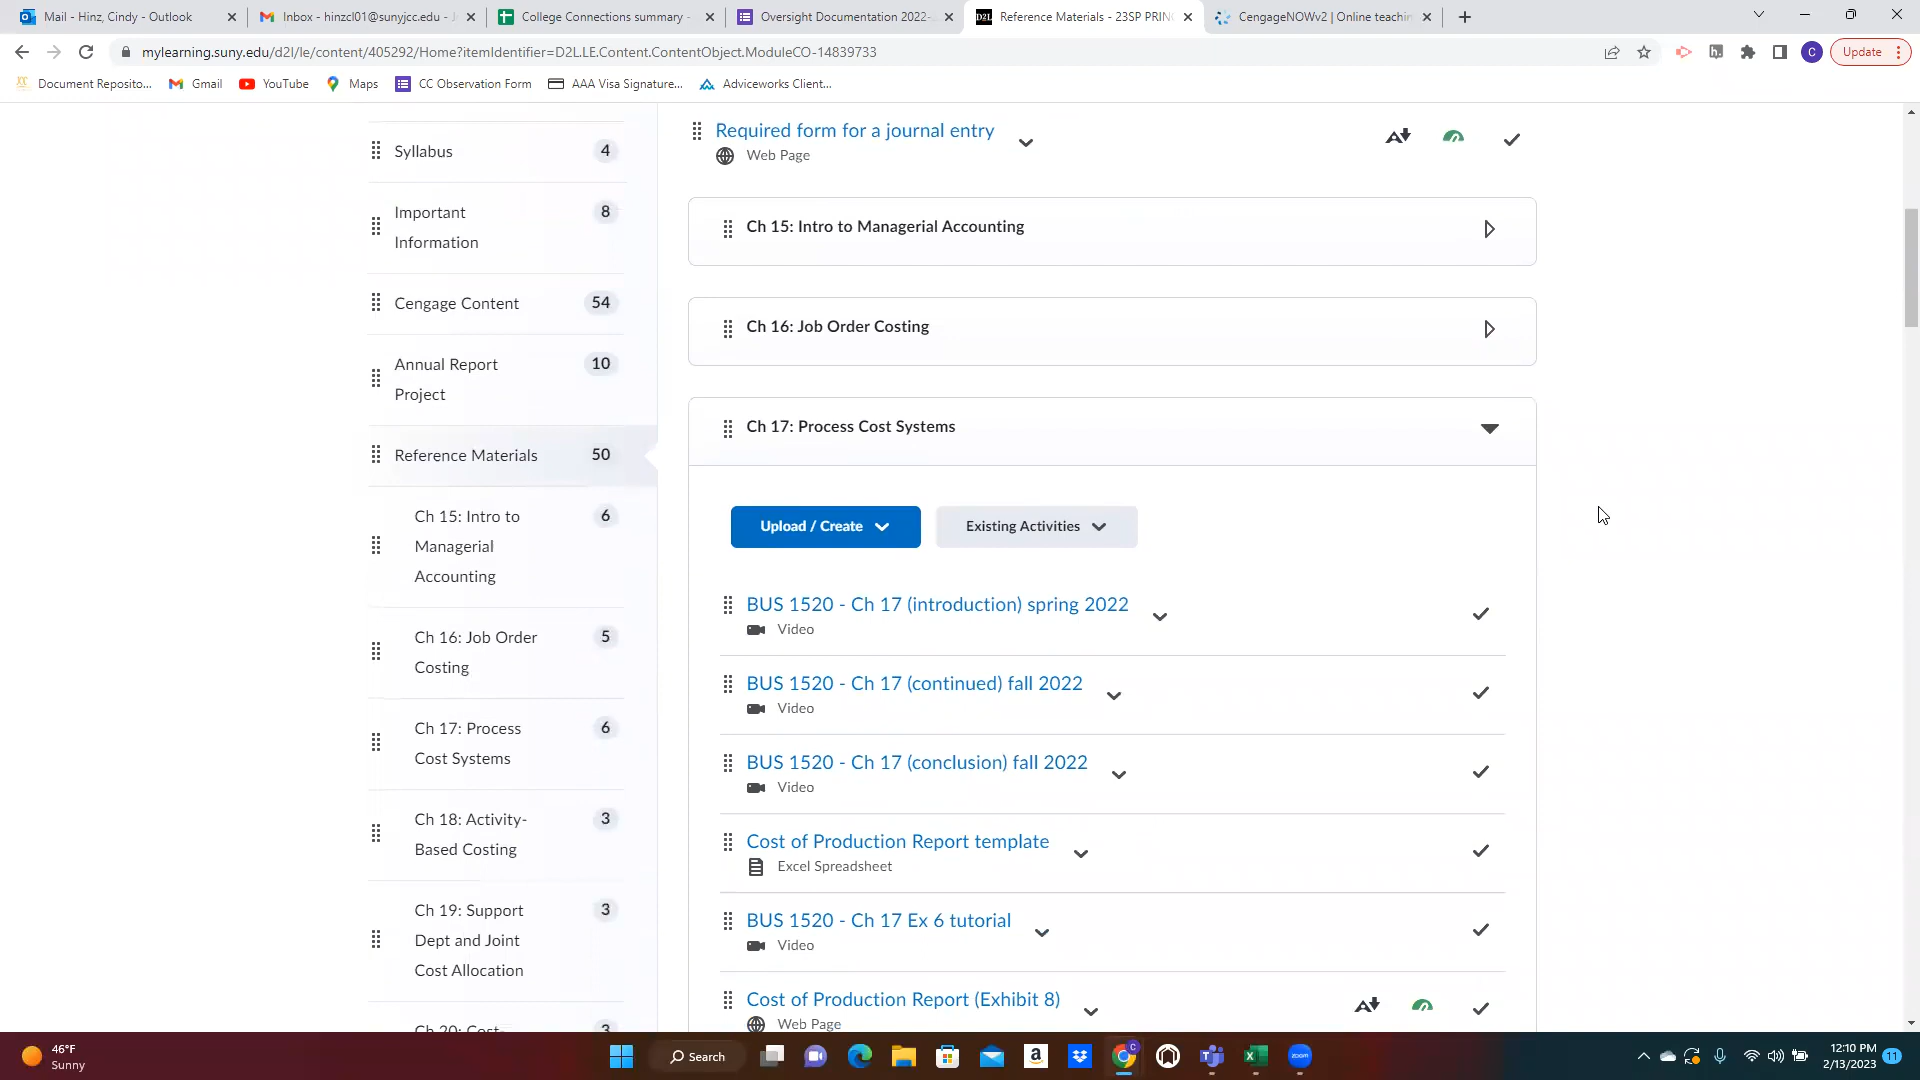 Mail - Hinz, Cindy - Outlook
Inbox - hinzcl01@sunyjcc.edu - J
College Connections summary -
Oversight Documentation 2022-
D2L Reference Materials - 23SP PRIN
CengageNOWv2 | Online teachin
mylearning.suny.edu/d2l/le/content/405292/Home?itemIdentifier=D2L.LE.Content.ContentObject.ModuleCO-14839733
C
Update
Document Reposito...
Gmail
YouTube
Maps
CC Observation Form
AAA Visa Signature...
Adviceworks Client...
Syllabus 4
Important
Information 8
Cengage Content 54
Annual Report
Project 10
Reference Materials 50
Ch 15: Intro to
Managerial
Accounting 6
Ch 16: Job Order
Costing 5
Ch 17: Process
Cost Systems 6
Ch 18: Activity-
Based Costing 3
Ch 19: Support
Dept and Joint
Cost Allocation 3
Ch 20: Cost- 3
Required form for a journal entry
Web Page
Ch 15: Intro to Managerial Accounting
Ch 16: Job Order Costing
Ch 17: Process Cost Systems
Upload / Create
Existing Activities
BUS 1520 - Ch 17 (introduction) spring 2022
Video
BUS 1520 - Ch 17 (continued) fall 2022
Video
BUS 1520 - Ch 17 (conclusion) fall 2022
Video
Cost of Production Report template
Excel Spreadsheet
BUS 1520 - Ch 17 Ex 6 tutorial
Video
Cost of Production Report (Exhibit 8)
Web Page
46°F
Sunny
Search
12:10 PM
2/13/2023
11